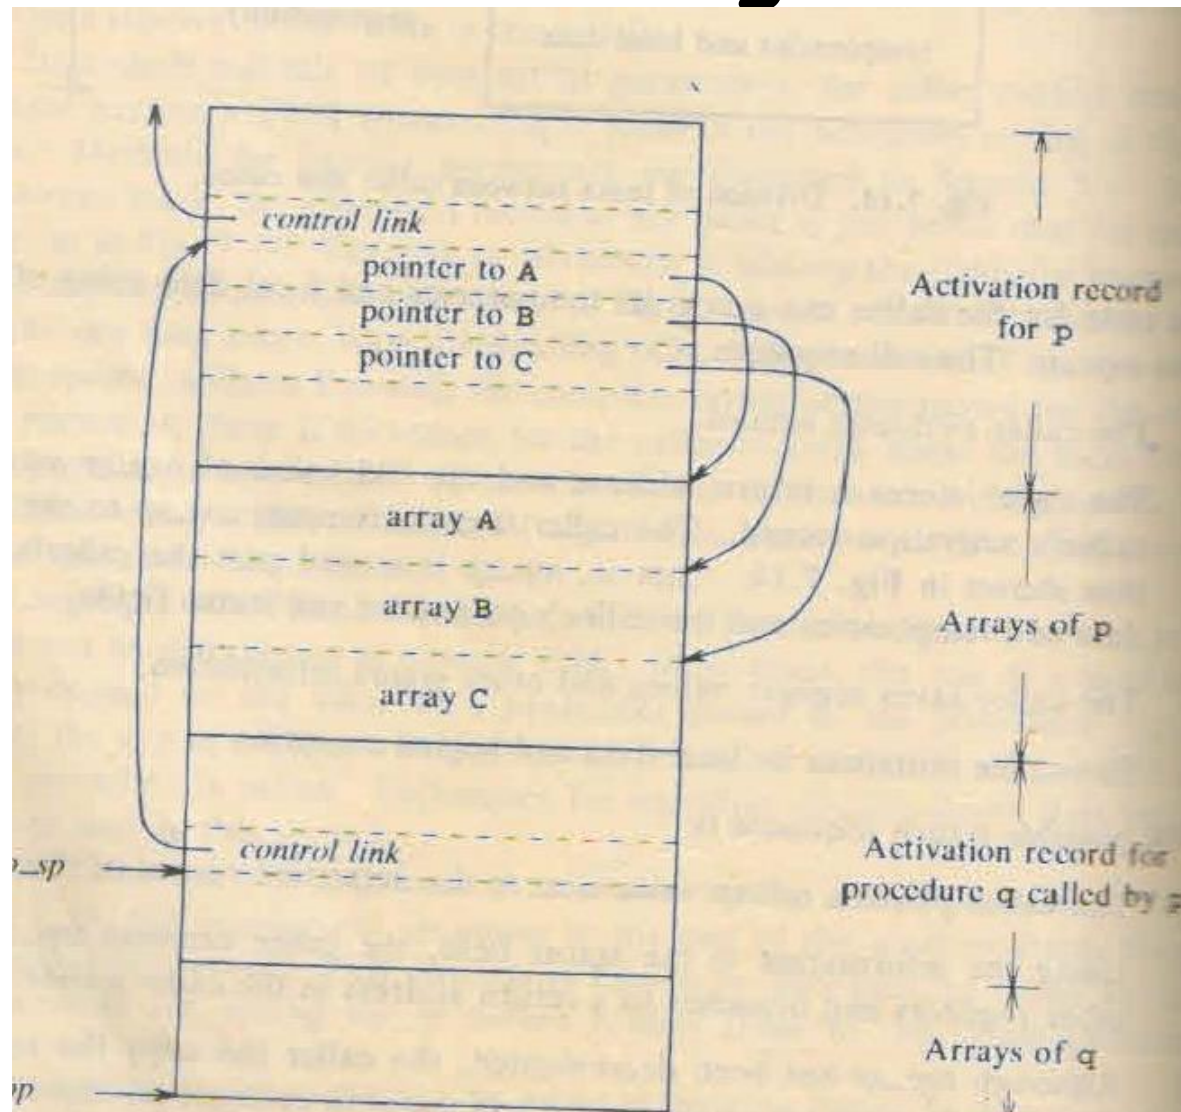 control link
pointer to A
pointer to B
pointer to C
Activation record
for p
array A
array B
Arrays of p
array C
control link
Activation record for
procedure q called by
Arrays of q